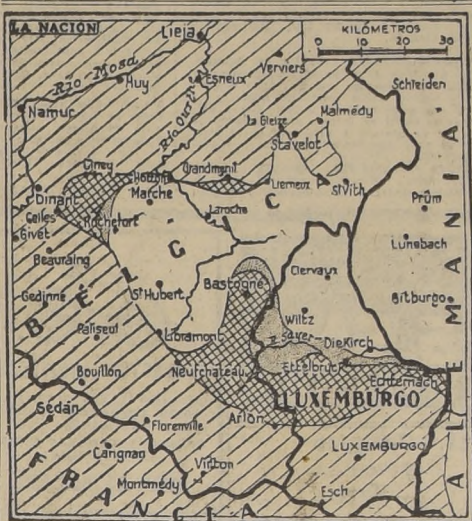 LA NACION
KILÓMETROS
0 10 20 30
Lieja
Verviers
Schleiden
Río Mosa
Huy
Esneux
Namur
Río Ourthe
La Gleize
Malmédy
Stavelot
Ciney
Hotton
Grandmenil
Marche
Lierneux
St Vith
Dinant
Celles
Rochefort
Laroche
Prüm
Givet
Lünebach
Beauraing
Clervaux
Bastogne
Bitburgo
Gedinne
St Hubert
Wiltz
Paliseul
Libramont
Sauer
Diekirch
Ettelbruck
Bouillon
Neufchateau
Echternach
LUXEMBURGO
Sedán
Arlon
Florenville
LUXEMBURGO
Carignan
Virton
Montmédy
Esch
BELGICA
FRANCIA
ALEMANIA